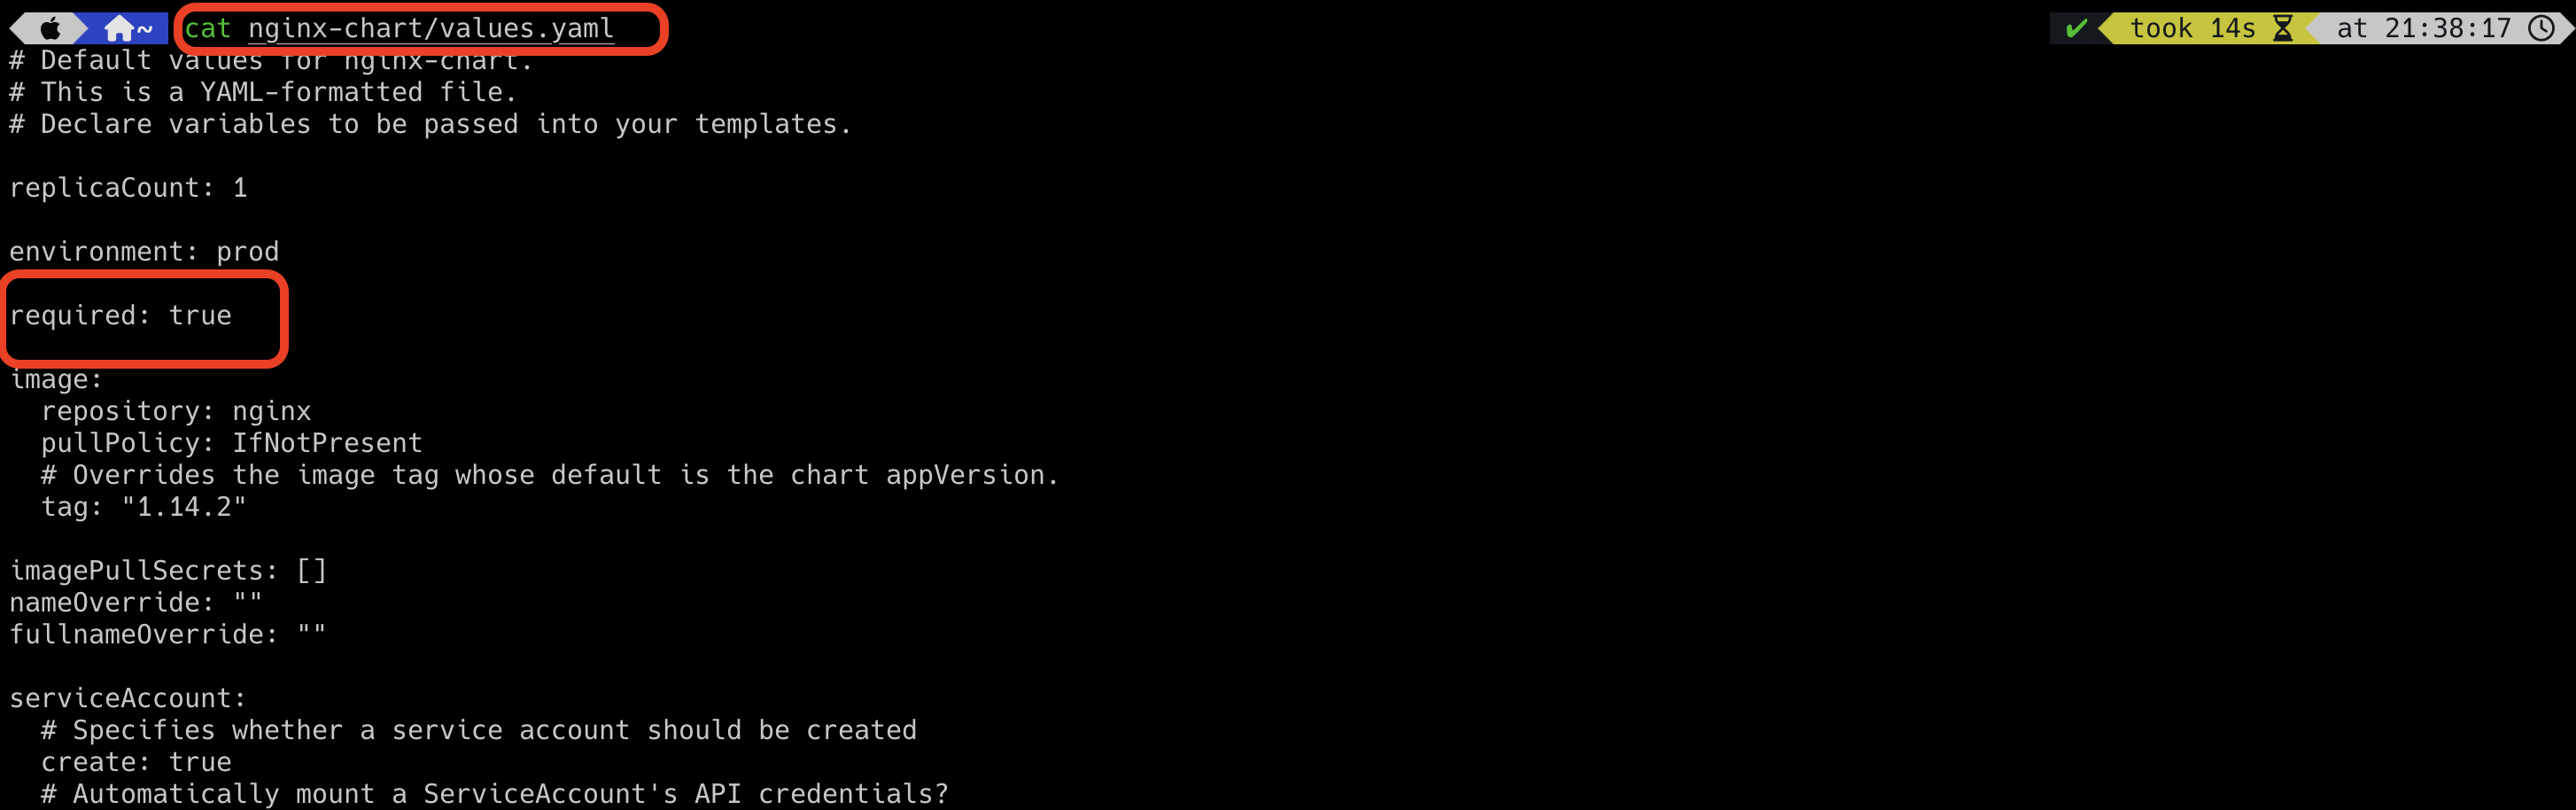 ~ cat nginx-chart/values.yaml ✔ took 14s at 21:38:17
# Default values for nginx-chart.
# This is a YAML-formatted file.
# Declare variables to be passed into your templates.
replicaCount: 1
environment: prod
required: true
image:
  repository: nginx
  pullPolicy: IfNotPresent
  # Overrides the image tag whose default is the chart appVersion.
  tag: "1.14.2"
imagePullSecrets: []
nameOverride: ""
fullnameOverride: ""
serviceAccount:
  # Specifies whether a service account should be created
  create: true
  # Automatically mount a ServiceAccount's API credentials?